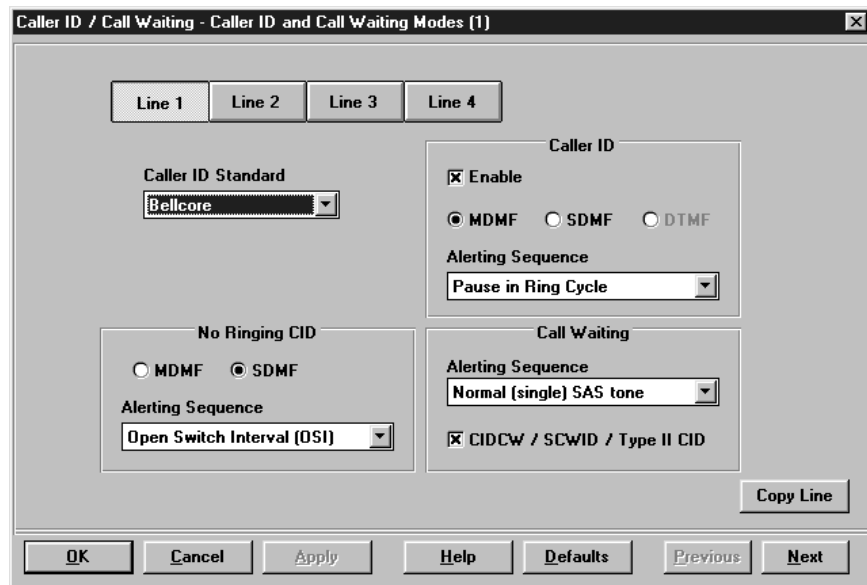 Caller ID / Call Waiting - Caller ID and Call Waiting Modes (1)
Line 1
Line 2
Line 3
Line 4
Caller ID Standard
Bellcore
Caller ID
Enable
MDMF
SDMF
DTMF
Alerting Sequence
Pause in Ring Cycle
No Ringing CID
MDMF
SDMF
Alerting Sequence
Open Switch Interval (OSI)
Call Waiting
Alerting Sequence
Normal (single) SAS tone
CIDCW / SCWID / Type II CID
Copy Line
OK
Cancel
Apply
Help
Defaults
Previous
Next